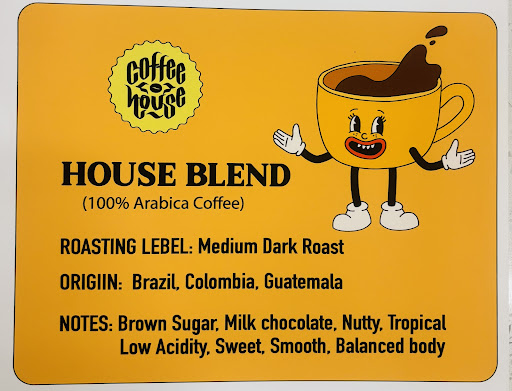 coffee
house
HOUSE BLEND
(100% Arabica Coffee)
ROASTING LEBEL: Medium Dark Roast
ORIGIIN: Brazil, Colombia, Guatemala
NOTES: Brown Sugar, Milk chocolate, Nutty, Tropical
Low Acidity, Sweet, Smooth, Balanced body